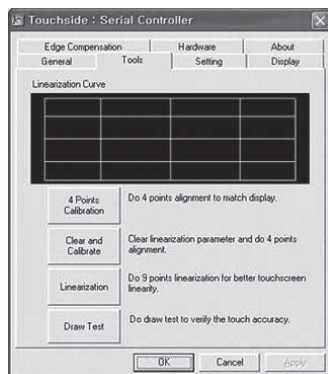 Touchside : Serial Controller
Edge Compensation Hardware About
General Tools Setting Display
Linearization Curve
4 Points
Calibration
Do 4 points alignment to match display.
Clear and
Calibrate
Clear linearization parameter and do 4 points
alignment.
Linearization
Do 9 points linearization for better touchscreen
linearity.
Draw Test
Do draw test to verify the touch accuracy.
OK Cancel Apply